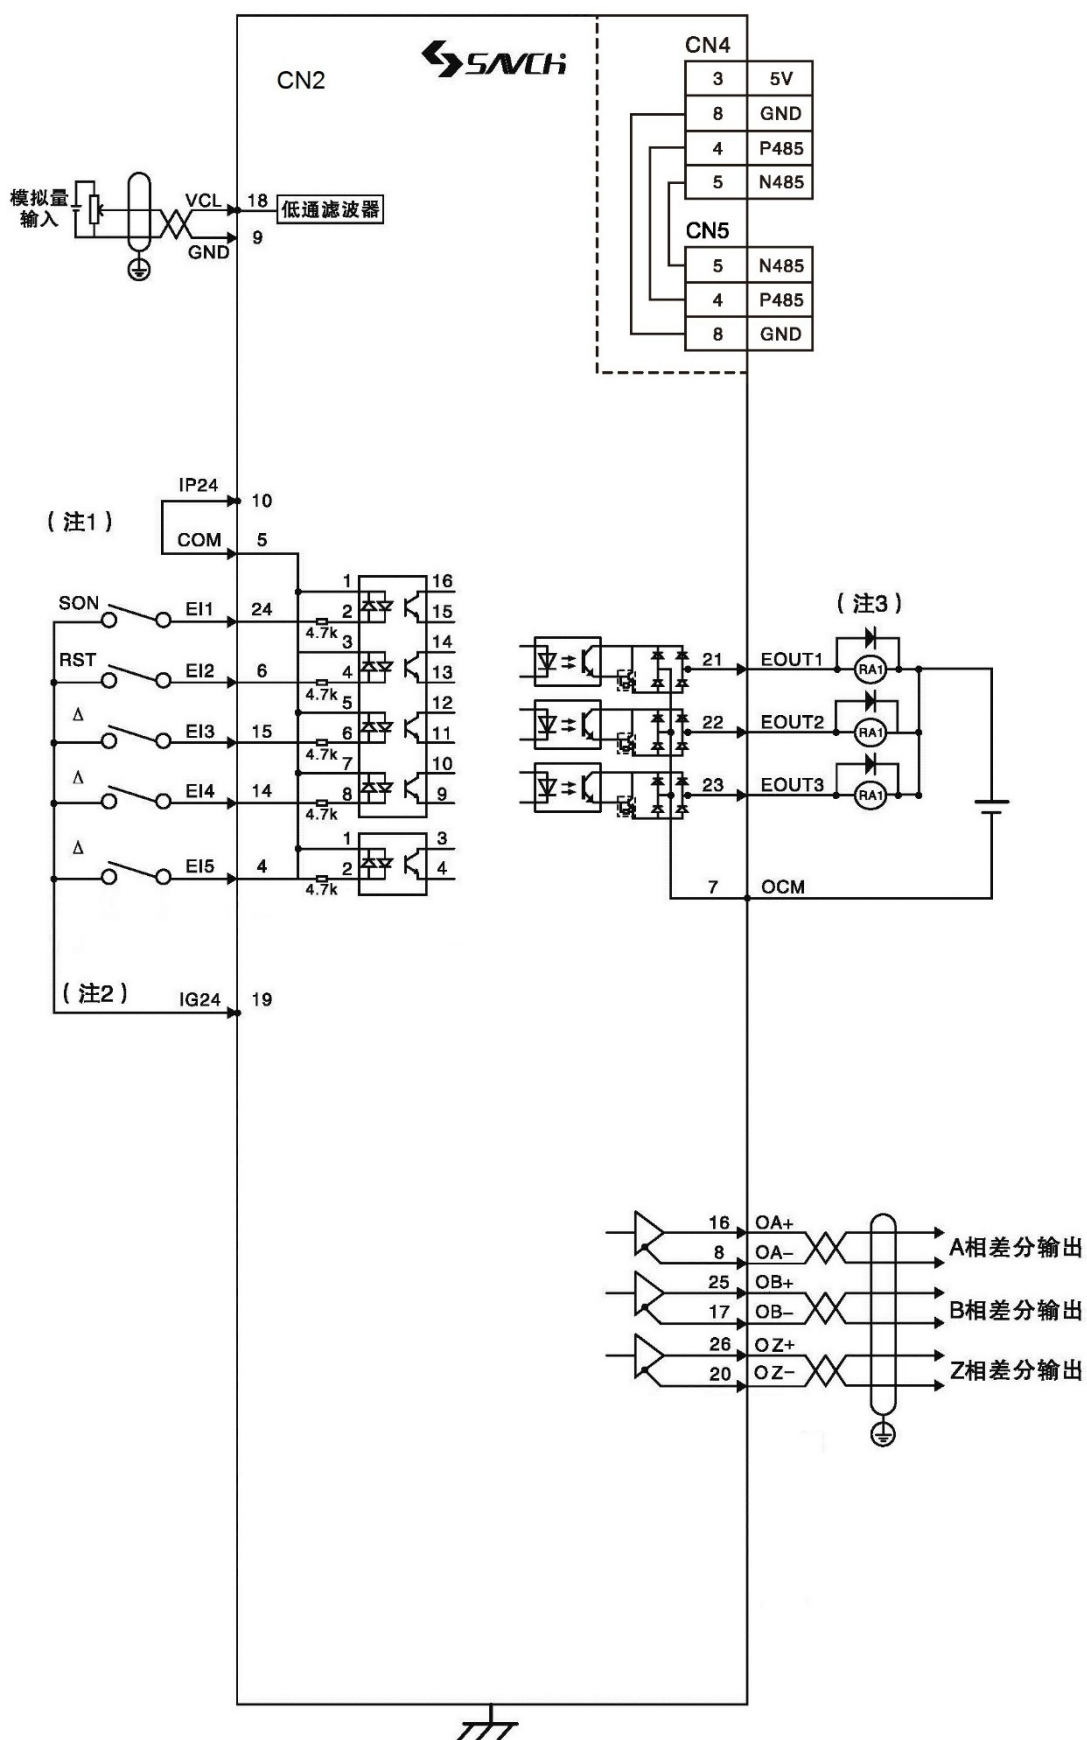 SAVCH
CN2
CN4
3 5V
8 GND
4 P485
5 N485
CN5
5 N485
4 P485
8 GND
模拟量
输入
VCL 18 低通滤波器
GND 9
IP24 10
(注1)
COM 5
SON EI1 24 4.7k
RST EI2 6 4.7k
Δ EI3 15 4.7k
Δ EI4 14 4.7k
Δ EI5 4 4.7k
1 16
2 15
3 14
4 13
5 12
6 11
7 10
8 9
1 3
2 4
(注2) IG24 19
(注3)
21 EOUT1 RA1
22 EOUT2 RA1
23 EOUT3 RA1
7 OCM
16 OA+
8 OA-
A相差分输出
25 OB+
17 OB-
B相差分输出
26 OZ+
20 OZ-
Z相差分输出